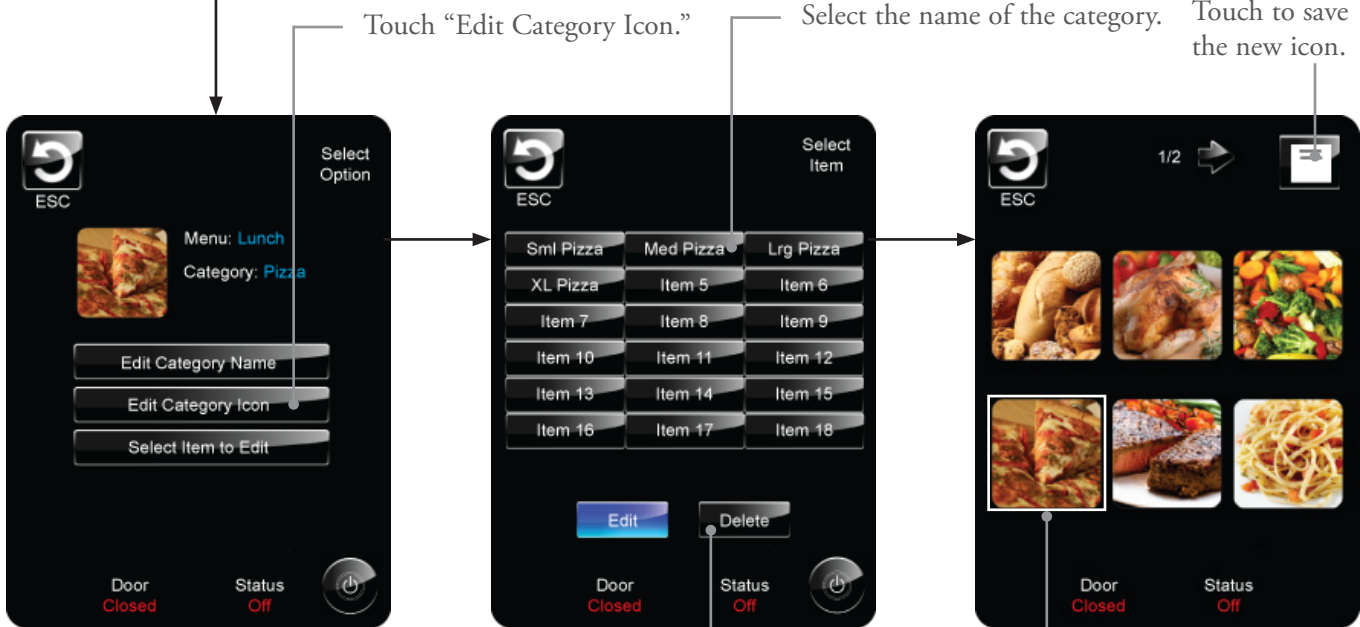 Touch “Edit Category Icon.”
Select the name of the category.
Touch to save
the new icon.
ESC
Select
Option
Menu: Lunch
Category: Pizza
Edit Category Name
Edit Category Icon
Select Item to Edit
Door
Closed
Status
Off
ESC
Select
Item
Sml Pizza Med Pizza Lrg Pizza
XL Pizza Item 5 Item 6
Item 7 Item 8 Item 9
Item 10 Item 11 Item 12
Item 13 Item 14 Item 15
Item 16 Item 17 Item 18
Edit Delete
Door
Closed
Status
Off
ESC
1/2
Door
Closed
Status
Off